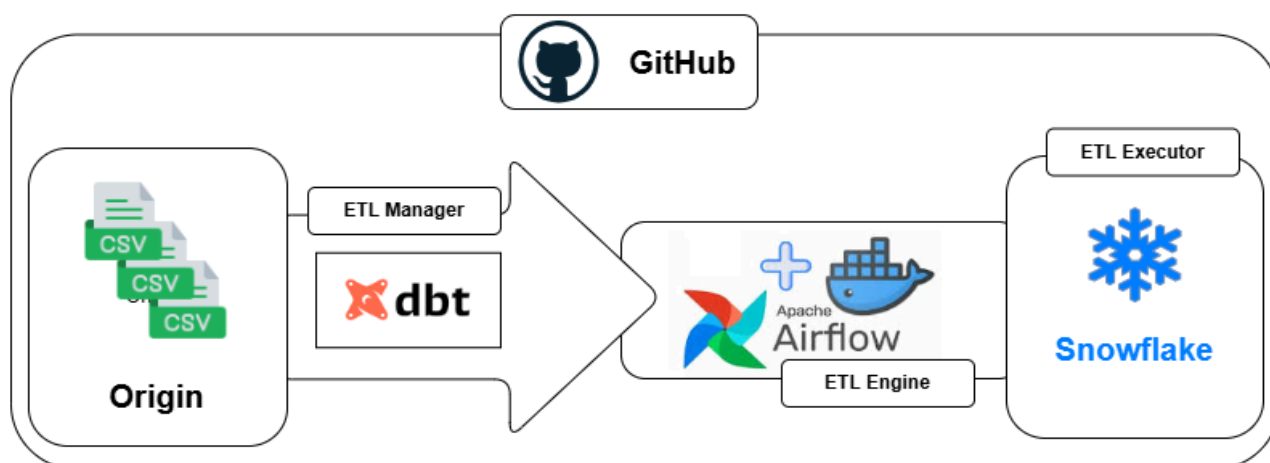 GitHub
ETL Executor
CSV
CSV
CSV
ETL Manager
dbt
Apache
Airflow
Snowflake
ETL Engine
Origin